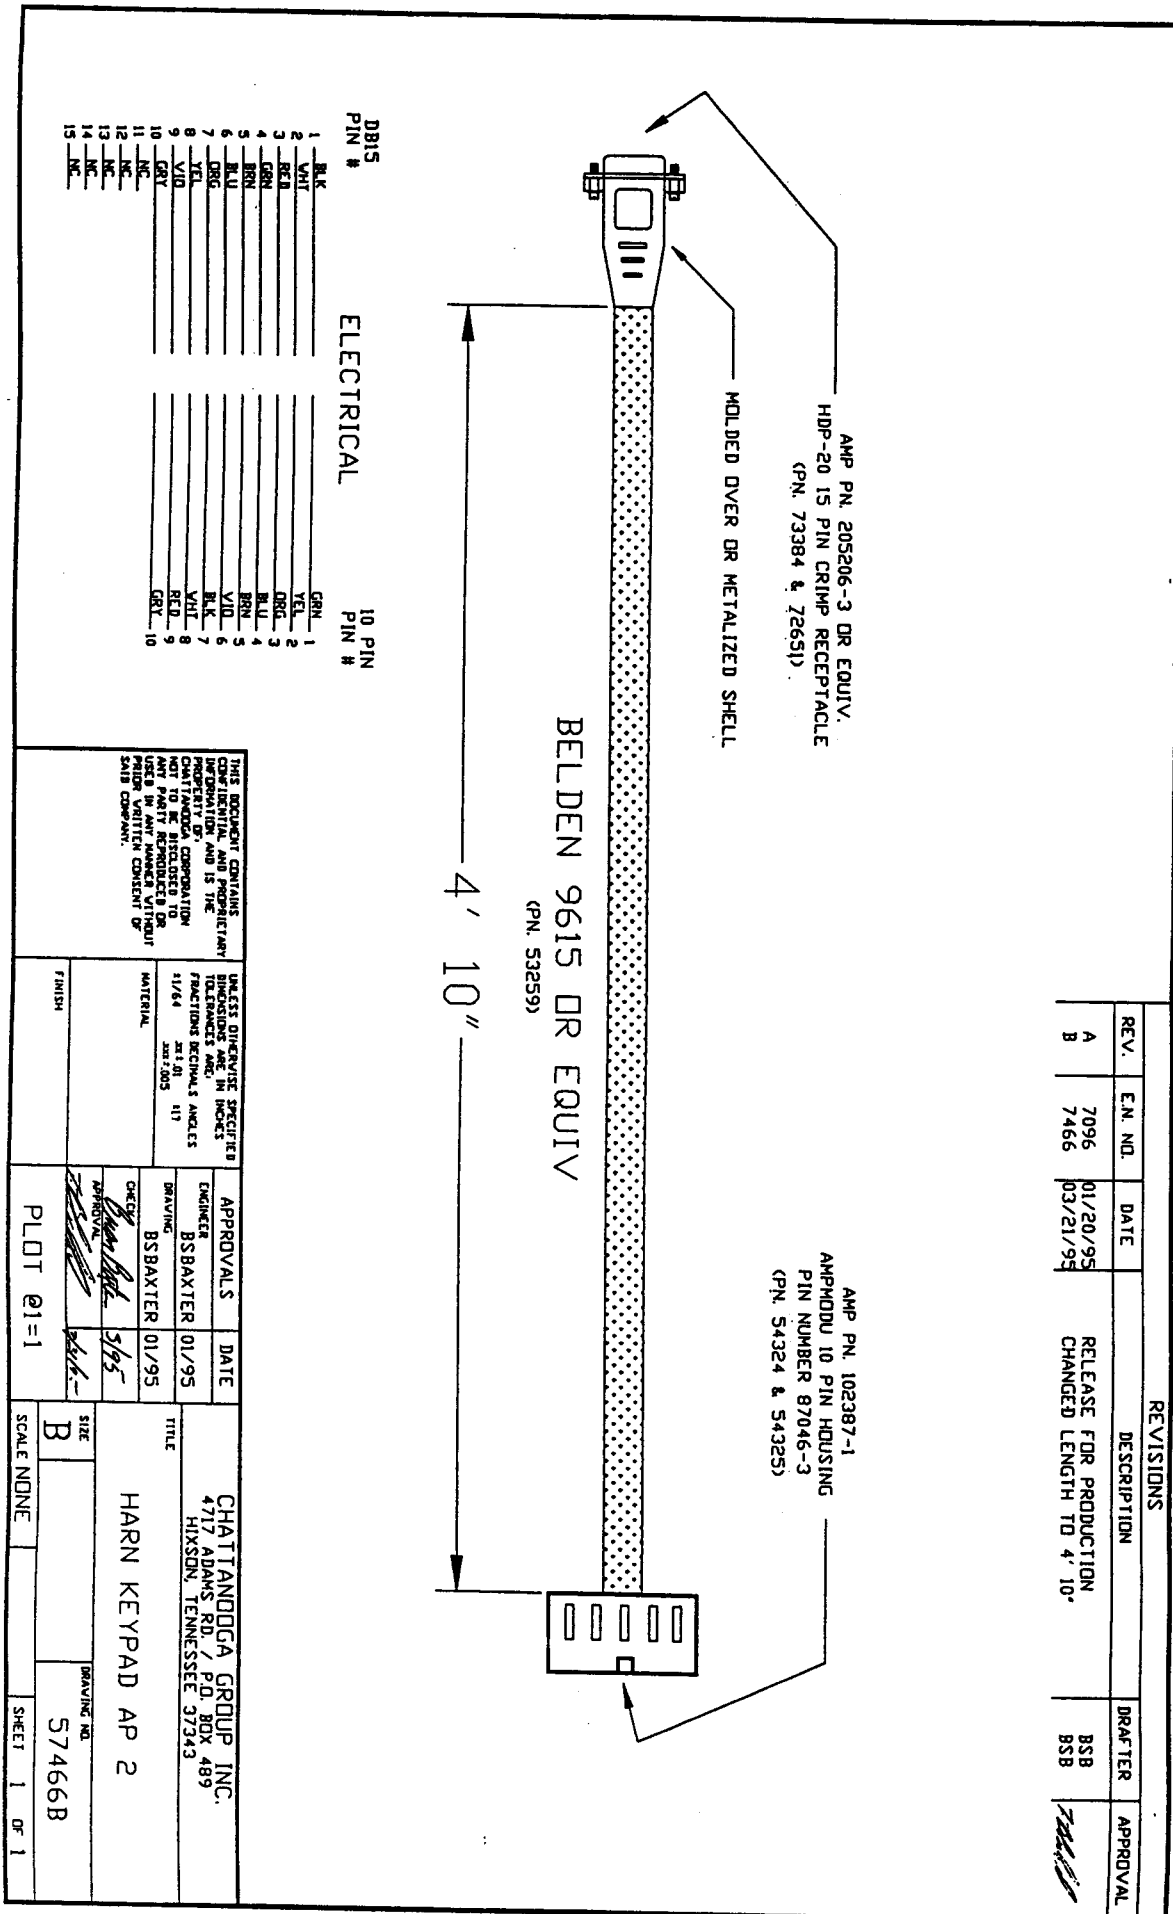 REVISIONS
REV. E.N. NO. DATE DESCRIPTION DRAFTER APPROVAL
A 7096 01/20/95 RELEASE FOR PRODUCTION BSB
B 7466 03/21/95 CHANGED LENGTH TO 4' 10" BSB
AMP PN. 205206-3 OR EQUIV.
HDP-20 15 PIN CRIMP RECEPTACLE
(PN. 73384 & 72651)
MOLDED OVER OR METALIZED SHELL
AMP PN. 102387-1
AMPMODU 10 PIN HOUSING
PIN NUMBER 87046-3
(PN. 54324 & 54325)
BELDEN 9615 OR EQUIV
(PN. 53259)
4' 10"
DB15
PIN #
ELECTRICAL
10 PIN
PIN #
1 BLK GRN 1
2 WHT YEL 2
3 RED ORG 3
4 GRN BLU 4
5 BRN BRN 5
6 BLU VIO 6
7 ORG BLK 7
8 YEL WHT 8
9 VIO RED 9
10 GRY GRY 10
11 NC
12 NC
13 NC
14 NC
15 NC
THIS DOCUMENT CONTAINS
CONFIDENTIAL AND PROPRIETARY
INFORMATION AND IS THE
PROPERTY OF:
CHATTANOOGA CORPORATION
NOT TO BE DISCLOSED TO
ANY PARTY REPRODUCED OR
USED IN ANY MANNER WITHOUT
PRIOR WRITTEN CONSENT OF
SAID COMPANY.
UNLESS OTHERWISE SPECIFIED
DIMENSIONS ARE IN INCHES
TOLERANCES ARE:
FRACTIONS DECIMALS ANGLES
±1/64 .xx ± .01 ±1?
.xxx ± .005
MATERIAL
FINISH
APPROVALS DATE
ENGINEER
BSBAXTER 01/95
DRAWING
BSBAXTER 01/95
CHECK
3/95
APPROVAL
PLOT @1=1
CHATTANOOGA GROUP INC.
4717 ADAMS RD. / P.O. BOX 489
HIXSON, TENNESSEE 37343
TITLE
HARN KEYPAD AP 2
SIZE
B
DRAWING NO.
57466B
SCALE NONE
SHEET 1 OF 1